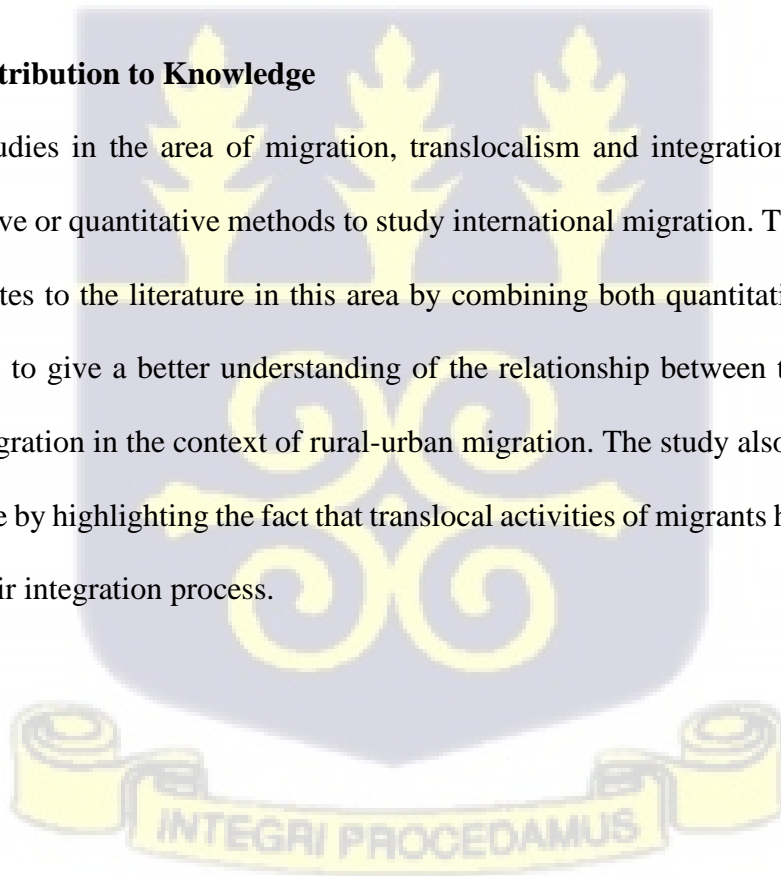 tribution to Knowledge
udies in the area of migration, translocalism and integration
ve or quantitative methods to study international migration. T
tes to the literature in this area by combining both quantitati
to give a better understanding of the relationship between t
gration in the context of rural-urban migration. The study also
e by highlighting the fact that translocal activities of migrants h
ir integration process.
INTEGRI PROCEDAMUS